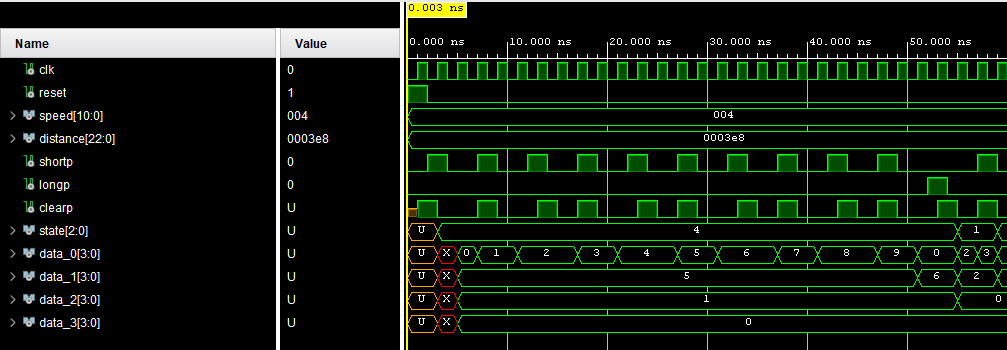 0.003 ns
Name Value 0.000 ns 10.000 ns 20.000 ns 30.000 ns 40.000 ns 50.000 ns
clk 0
reset 1
speed[10:0] 004 004
distance[22:0] 0003e8 0003e8
shortp 0
longp 0
clearp U
state[2:0] U U 4 1
data_0[3:0] U U X 0 1 2 3 4 5 6 7 8 9 0 2 3
data_1[3:0] U U X 5 6 2
data_2[3:0] U U X 1 0
data_3[3:0] U U X 0